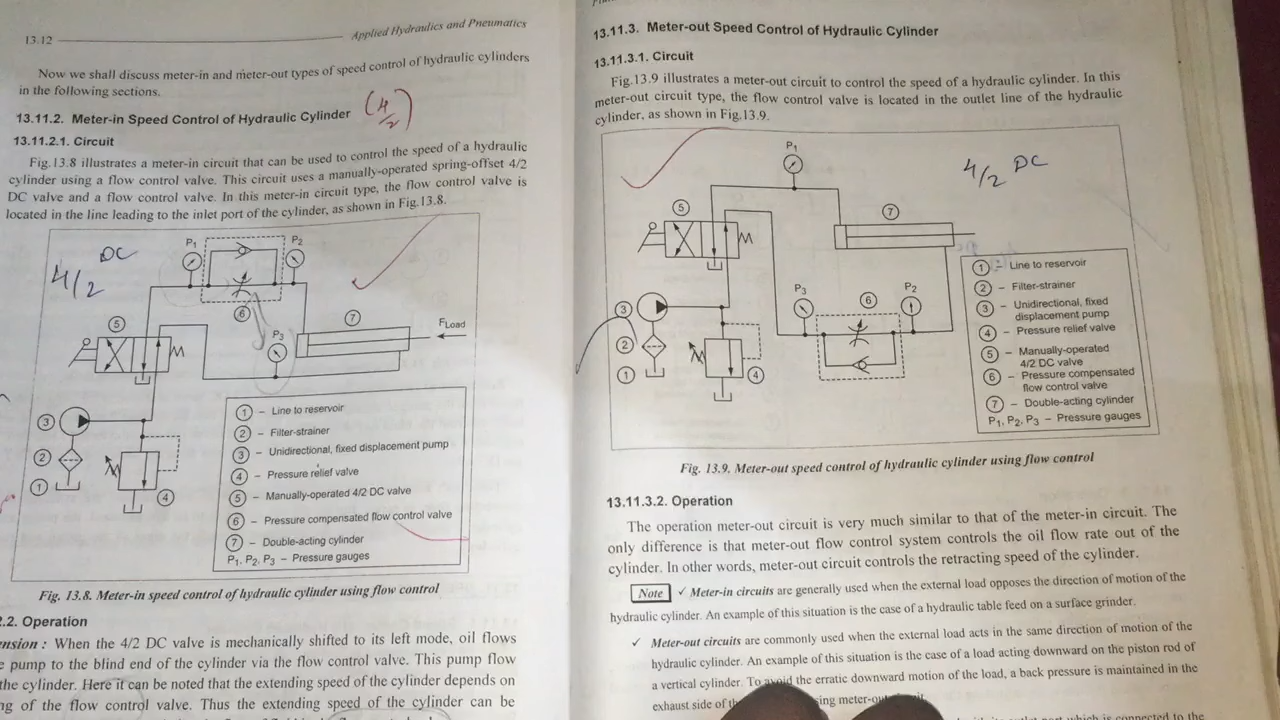 13.12
Applied Hydraulics and Pneumatics
Now we shall discuss meter-in and meter-out types of speed control of hydraulic cylinders
in the following sections.
13.11.2. Meter-in Speed Control of Hydraulic Cylinder (4/2)
13.11.2.1. Circuit
Fig.13.8 illustrates a meter-in circuit that can be used to control the speed of a hydraulic
cylinder using a flow control valve. This circuit uses a manually-operated spring-offset 4/2
DC valve and a flow control valve. In this meter-in circuit type, the flow control valve is
located in the line leading to the inlet port of the cylinder, as shown in Fig.13.8.
4/2 DC
P1
P2
6
P3
7
FLoad
5
3
2
1
4
1 – Line to reservoir
2 – Filter-strainer
3 – Unidirectional, fixed displacement pump
4 – Pressure relief valve
5 – Manually-operated 4/2 DC valve
6 – Pressure compensated flow control valve
7 – Double-acting cylinder
P1, P2, P3 – Pressure gauges
Fig. 13.8. Meter-in speed control of hydraulic cylinder using flow control
.2. Operation
ension : When the 4/2 DC valve is mechanically shifted to its left mode, oil flows
e pump to the blind end of the cylinder via the flow control valve. This pump flow
the cylinder. Here it can be noted that the extending speed of the cylinder depends on
ng of the flow control valve. Thus the extending speed of the cylinder can be
13.11.3. Meter-out Speed Control of Hydraulic Cylinder
13.11.3.1. Circuit
Fig.13.9 illustrates a meter-out circuit to control the speed of a hydraulic cylinder. In this
meter-out circuit type, the flow control valve is located in the outlet line of the hydraulic
cylinder, as shown in Fig.13.9.
P1
4/2 DC
5
7
3
P3
6
P2
2
1
4
1 – Line to reservoir
2 – Filter-strainer
3 – Unidirectional, fixed
displacement pump
4 – Pressure relief valve
5 – Manually-operated
4/2 DC valve
6 – Pressure compensated
flow control valve
7 – Double-acting cylinder
P1, P2, P3 – Pressure gauges
Fig. 13.9. Meter-out speed control of hydraulic cylinder using flow control
13.11.3.2. Operation
The operation meter-out circuit is very much similar to that of the meter-in circuit. The
only difference is that meter-out flow control system controls the oil flow rate out of the
cylinder. In other words, meter-out circuit controls the retracting speed of the cylinder.
Note ✓ Meter-in circuits are generally used when the external load opposes the direction of motion of the
hydraulic cylinder. An example of this situation is the case of a hydraulic table feed on a surface grinder.
✓ Meter-out circuits are commonly used when the external load acts in the same direction of motion of the
hydraulic cylinder. An example of this situation is the case of a load acting downward on the piston rod of
a vertical cylinder. To avoid the erratic downward motion of the load, a back pressure is maintained in the
exhaust side of